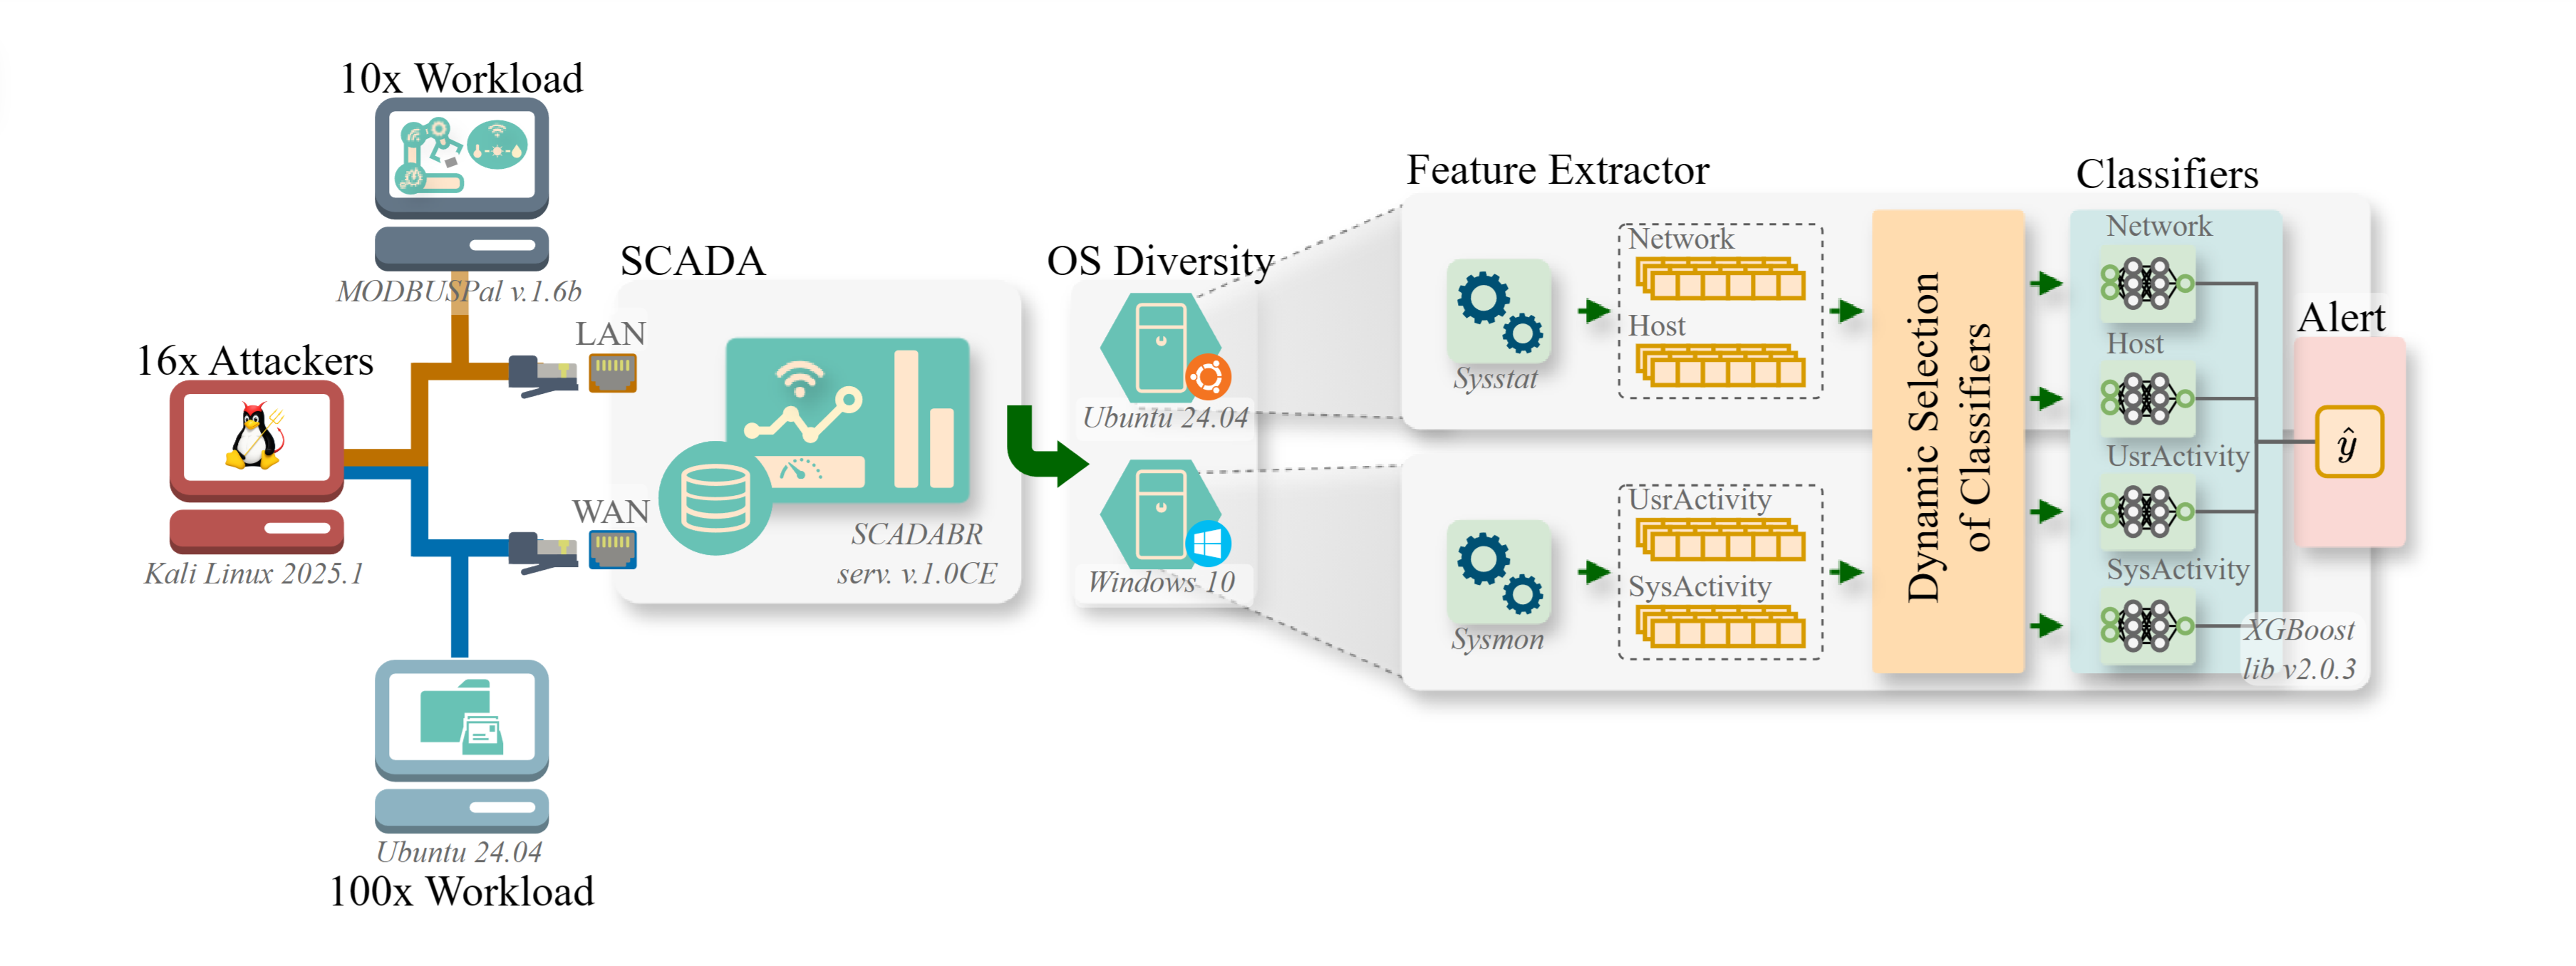 10x Workload
MODBUSPal v.1.6b
16x Attackers
Kali Linux 2025.1
LAN
WAN
Ubuntu 24.04
100x Workload
SCADA
SCADABR
serv. v.1.0CE
OS Diversity
Ubuntu 24.04
Windows 10
Feature Extractor
Sysstat
Network
Host
Sysmon
UsrActivity
SysActivity
Dynamic Selection
of Classifiers
Classifiers
Network
Host
UsrActivity
SysActivity
XGBoost
lib v2.0.3
Alert
ŷ